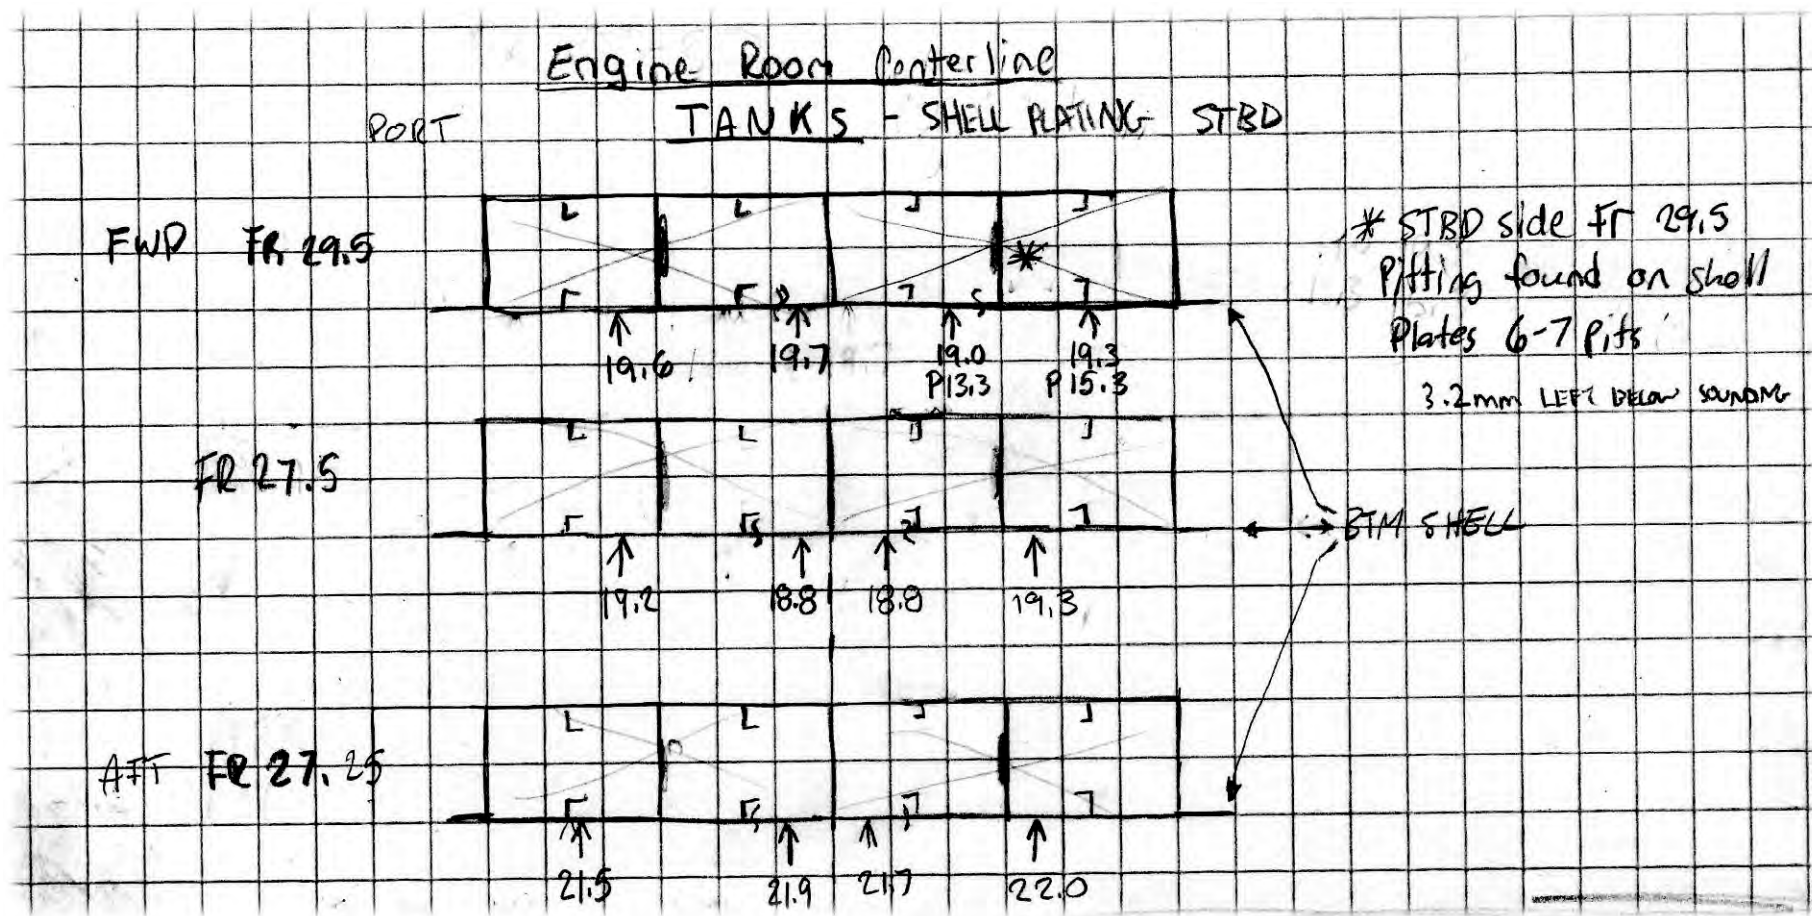 Engine Room Centerline
PORT TANKS - SHELL PLATING STBD
FWD FR 29.5
* STBD side Fr 29.5
Pitting found on shell
Plates 6-7 Pits
3.2mm LEFT BELOW SOUNDING
19.6 19.7 19.0 19.3
P13.3 P15.3
FR 27.5
BTM SHELL
19.2 18.8 18.8 19.3
AFT FR 27.25
21.5 21.9 21.7 22.0